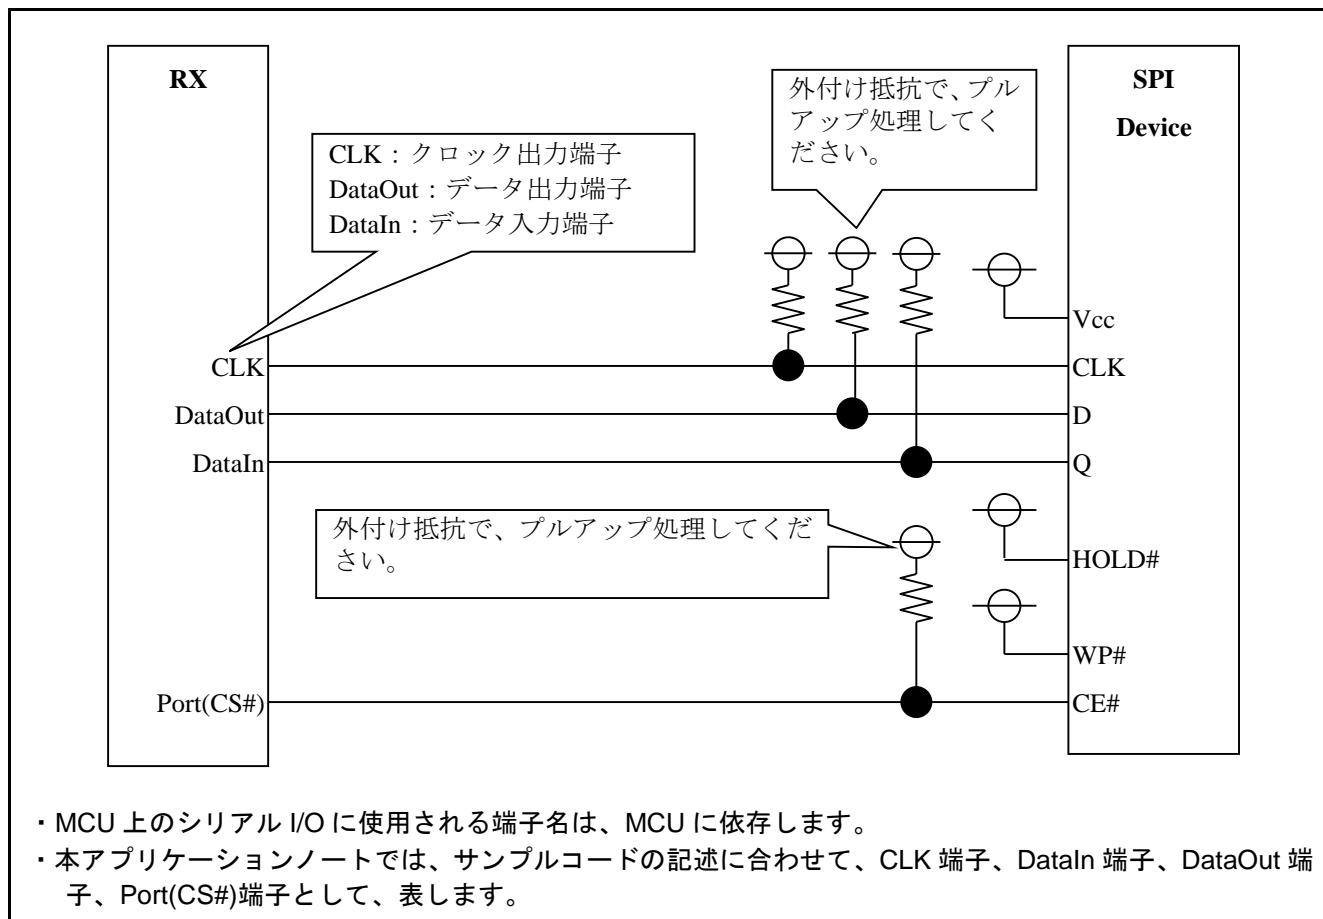 RX
SPI
Device
外付け抵抗で、プル
アップ処理してく
ださい。
CLK：クロック出力端子
DataOut：データ出力端子
DataIn：データ入力端子
Vcc
CLK
CLK
DataOut
D
DataIn
Q
外付け抵抗で、プルアップ処理してくだ
さい。
HOLD#
WP#
Port(CS#)
CE#
・MCU 上のシリアル I/O に使用される端子名は、MCU に依存します。
・本アプリケーションノートでは、サンプルコードの記述に合わせて、CLK 端子、DataIn 端子、DataOut 端
子、Port(CS#)端子として、表します。